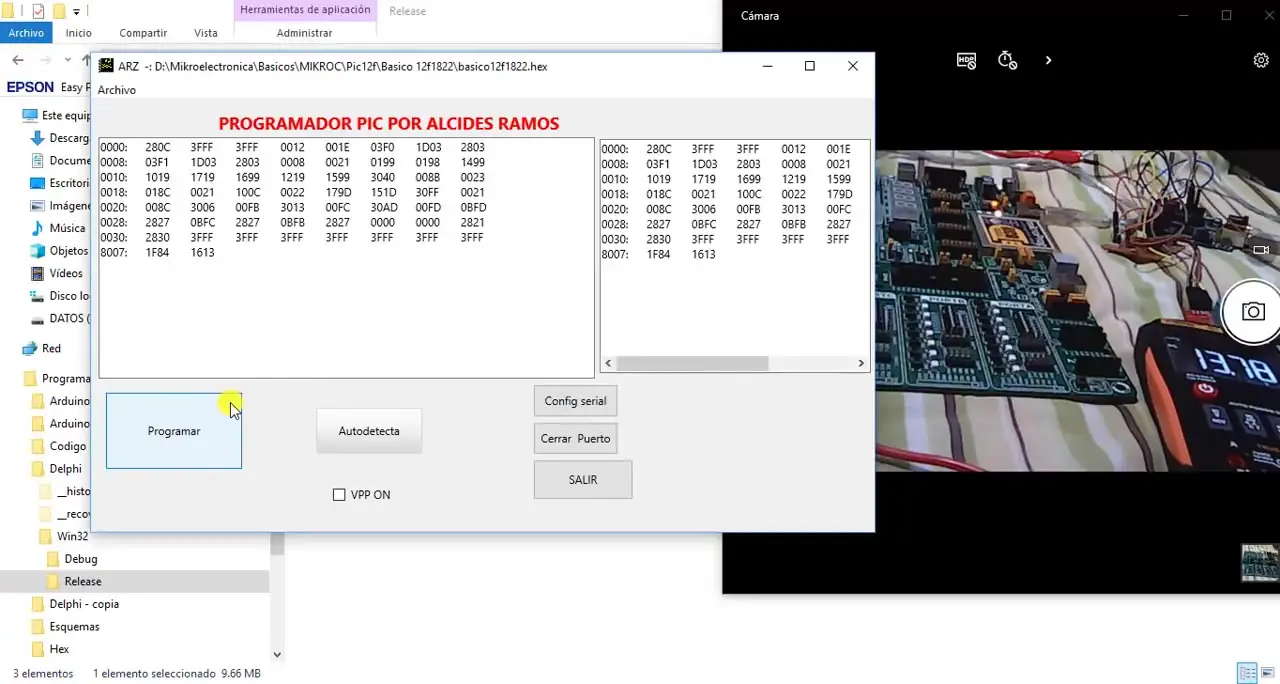 Herramientas de aplicación
Release
Archivo
Inicio
Compartir
Vista
Administrar
EPSON
Easy P
Este equip
Descarg
Docume
Escritori
Imágene
Música
Objetos
Vídeos
Disco lo
DATOS (
Red
Programa
Arduino
Arduino
Codigo
Delphi
__histo
__recov
Win32
Debug
Release
Delphi - copia
Esquemas
Hex
3 elementos
1 elemento seleccionado 9.66 MB
ARZ -: D:\Mikroelectronica\Basicos\MIKROC\Pic12f\Basico 12f1822\basico12f1822.hex
Archivo
PROGRAMADOR PIC POR ALCIDES RAMOS
0000: 280C 3FFF 3FFF 0012 001E 03F0 1D03 2803
0008: 03F1 1D03 2803 0008 0021 0199 0198 1499
0010: 1019 1719 1699 1219 1599 3040 008B 0023
0018: 018C 0021 100C 0022 179D 151D 30FF 0021
0020: 008C 3006 00FB 3013 00FC 30AD 00FD 0BFD
0028: 2827 0BFC 2827 0BFB 2827 0000 0000 2821
0030: 2830 3FFF 3FFF 3FFF 3FFF 3FFF 3FFF 3FFF
8007: 1F84 1613
0000: 280C 3FFF 3FFF 0012 001E
0008: 03F1 1D03 2803 0008 0021
0010: 1019 1719 1699 1219 1599
0018: 018C 0021 100C 0022 179D
0020: 008C 3006 00FB 3013 00FC
0028: 2827 0BFC 2827 0BFB 2827
0030: 2830 3FFF 3FFF 3FFF 3FFF
8007: 1F84 1613
Programar
Autodetecta
VPP ON
Config serial
Cerrar Puerto
SALIR
Cámara
HDR
PORTB
13.78